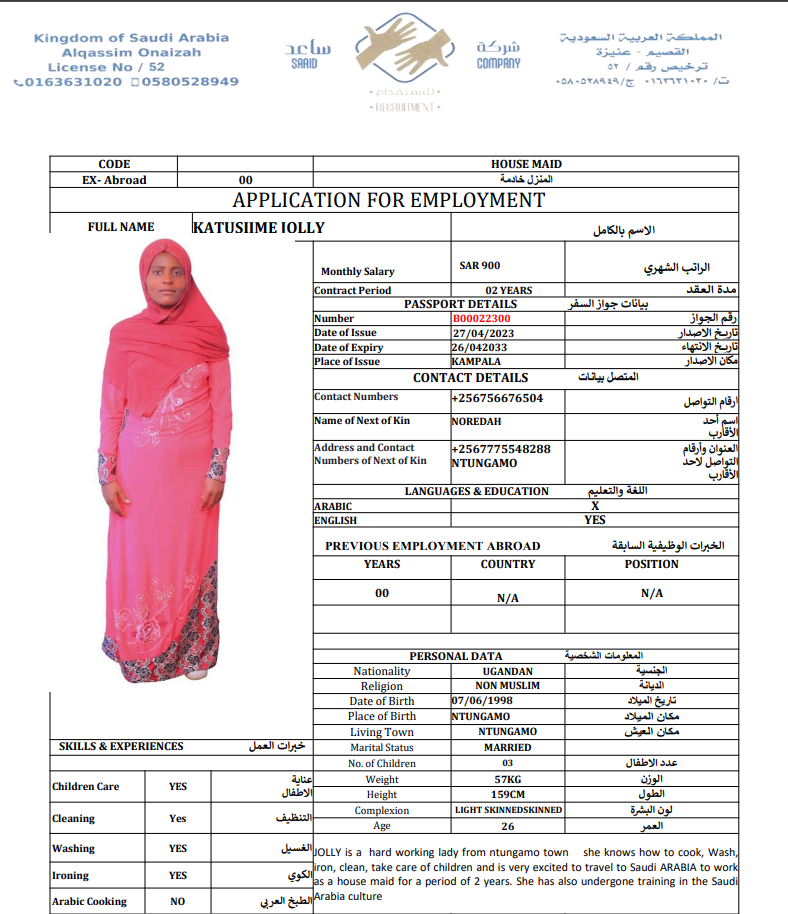 Kingdom of Saudi Arabia
Alqassim Onaizah
License No / 52
0163631020 0580528949
ساعد
SAAID
شركة
COMPANY
للاستقدام
• RECRUITMENT •
المملكة العربية السعودية
القصيم - عنيزة
ترخيص رقم / ٥٢
ت/ ٠١٦٣٦٣١٠٢٠ ج/ ٠٥٨٠٥٢٨٩٤٩
CODE HOUSE MAID
EX- Abroad 00 المنزل خادمة
APPLICATION FOR EMPLOYMENT
FULL NAME KATUSIIME JOLLY الاسم بالكامل
Monthly Salary SAR 900 الراتب الشهري
Contract Period 02 YEARS مدة العقد
PASSPORT DETAILS بيانات جواز السفر
Number B00022300 رقم الجواز
Date of Issue 27/04/2023 تاريخ الاصدار
Date of Expiry 26/042033 تاريخ الانتهاء
Place of Issue KAMPALA مكان الاصدار
CONTACT DETAILS المتصل بيانات
Contact Numbers +256756676504 ارقام التواصل
Name of Next of Kin NOREDAH اسم أحد الأقارب
Address and Contact +2567775548288 العنوان وأرقام
Numbers of Next of Kin NTUNGAMO التواصل لاحد
الأقارب
LANGUAGES & EDUCATION اللغة والتعليم
ARABIC X
ENGLISH YES
PREVIOUS EMPLOYMENT ABROAD الخبرات الوظيفية السابقة
YEARS COUNTRY POSITION
00 N/A N/A
PERSONAL DATA المعلومات الشخصية
Nationality UGANDAN الجنسية
Religion NON MUSLIM الديانة
Date of Birth 07/06/1998 تاريخ الميلاد
Place of Birth NTUNGAMO مكان الميلاد
Living Town NTUNGAMO مكان العيش
Marital Status MARRIED
No. of Children 03 عدد الاطفال
Weight 57KG الوزن
Height 159CM الطول
Complexion LIGHT SKINNEDSKINNED لون البشرة
Age 26 العمر
SKILLS & EXPERIENCES خبرات العمل
Children Care YES عناية الاطفال
Cleaning Yes التنظيف
Washing YES الغسيل
Ironing YES الكوي
Arabic Cooking NO الطبخ العربي
JOLLY is a hard working lady from ntungamo town she knows how to cook, Wash,
iron, clean, take care of children and is very excited to travel to Saudi ARABIA to work
as a house maid for a period of 2 years. She has also undergone training in the Saudi
Arabia culture